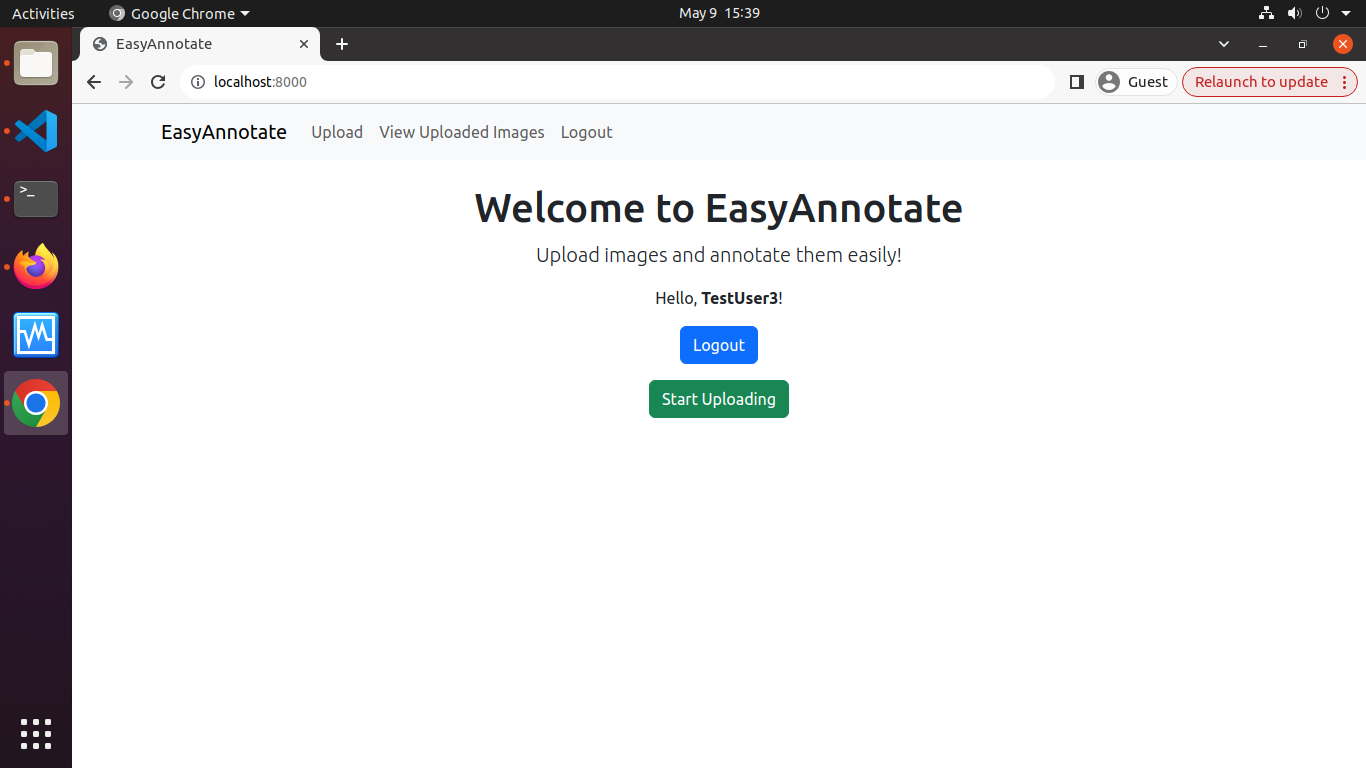 Activities Google Chrome May 9 15:39
EasyAnnotate
localhost:8000 Guest Relaunch to update
EasyAnnotate Upload View Uploaded Images Logout
Welcome to EasyAnnotate
Upload images and annotate them easily!
Hello, TestUser3!
Logout
Start Uploading